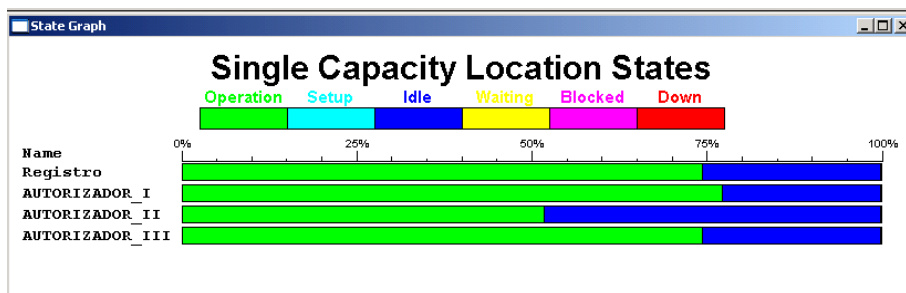 State Graph
Single Capacity Location States
Operation Setup Idle Waiting Blocked Down
0% 25% 50% 75% 100%
Name
Registro
AUTORIZADOR_I
AUTORIZADOR_II
AUTORIZADOR_III